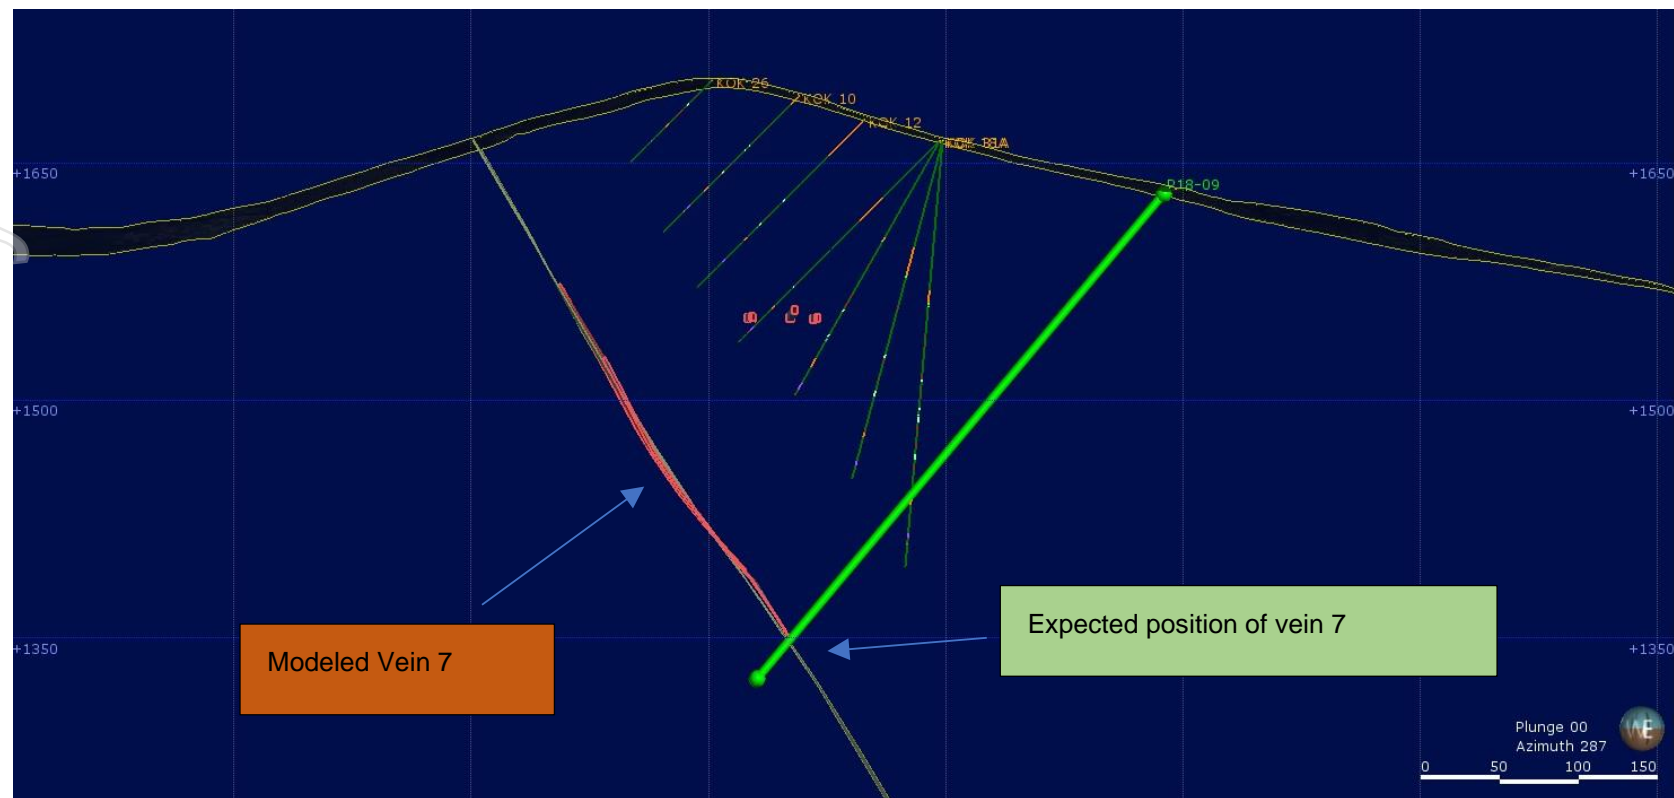 KOK 26
KOK 10
KOK 12
R18-09
+1650
+1650
+1500
+1500
Expected position of vein 7
Modeled Vein 7
+1350
+1350
Plunge 00
Azimuth 287
0 50 100 150